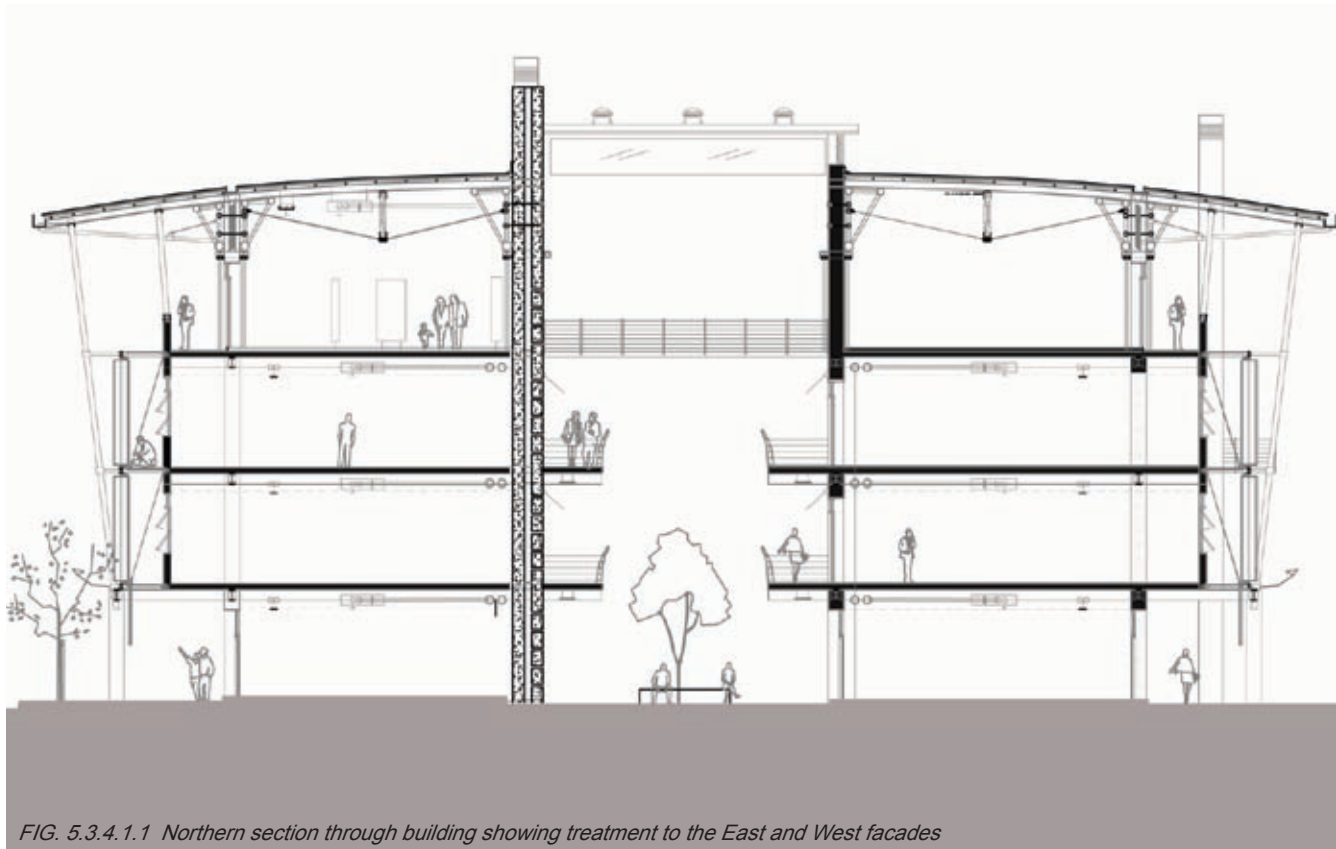 FIG. 5.3.4.1.1 Northern section through building showing treatment to the East and West facades